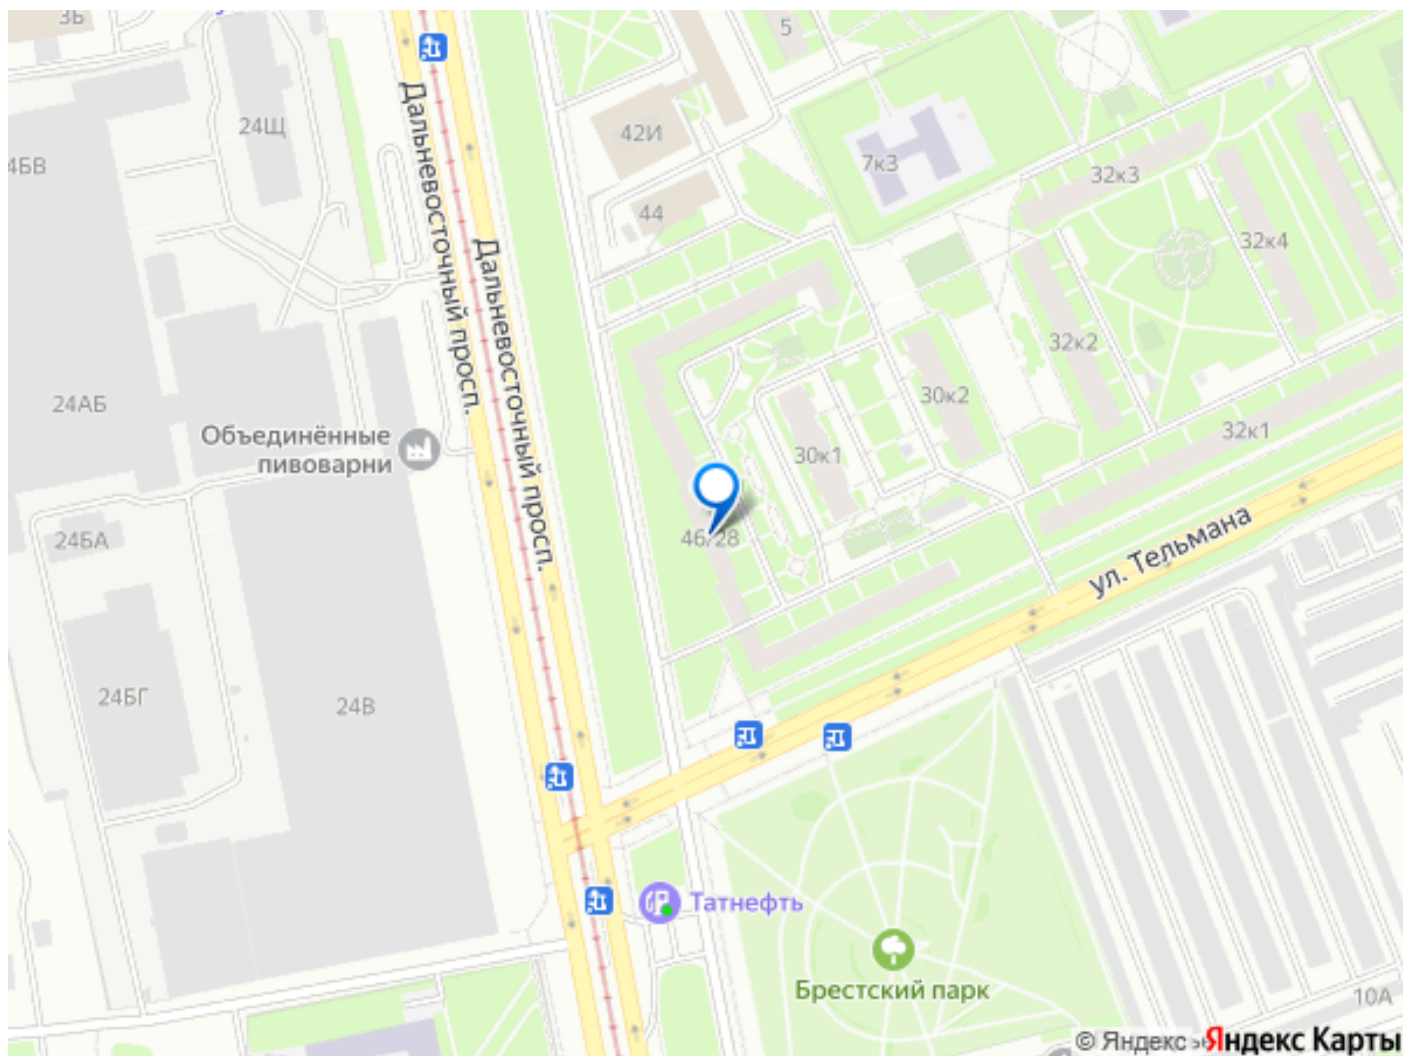 3Б
5
24Щ
42И
24БВ
7к3
32к3
44
32к4
Дальневосточный просп.
Дальневосточный просп.
32к2
24АБ
30к2
32к1
Объединённые
пивоварни
30к1
46/28
24БА
ул. Тельмана
24БГ
24В
Татнефть
Брестский парк
10А
© Яндекс
Яндекс Карты